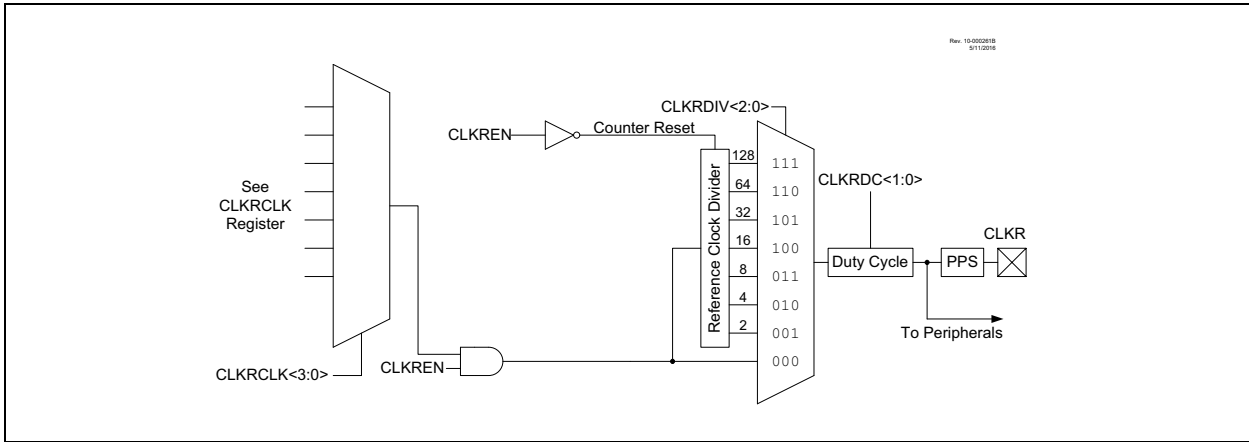 Rev. 10-000261B
5/11/2016
CLKRDIV<2:0>
Counter Reset
CLKREN
See
CLKRCLK
Register
Reference Clock Divider
128
64
32
16
8
4
2
111
110
101
100
011
010
001
000
CLKRDC<1:0>
Duty Cycle
PPS
CLKR
To Peripherals
CLKREN
CLKRCLK<3:0>